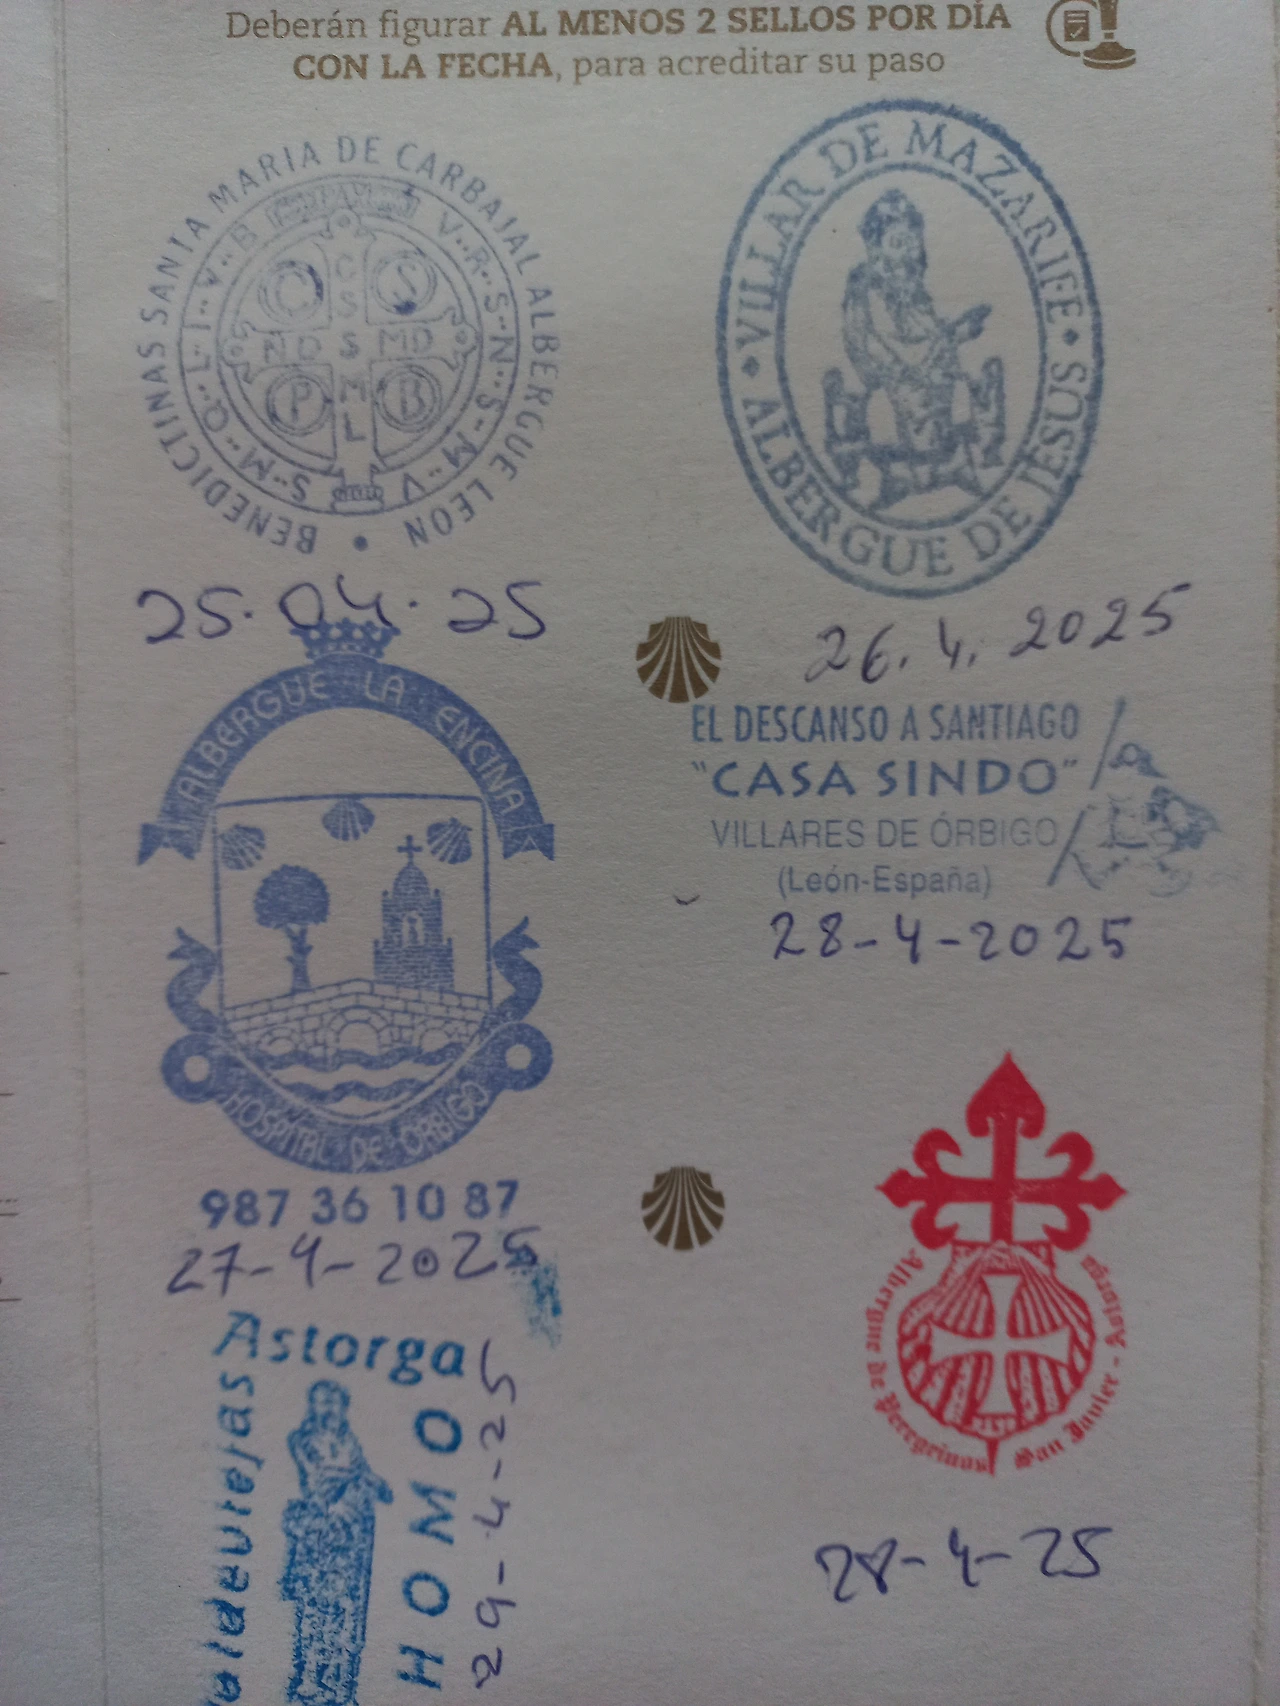 Deberán figurar AL MENOS 2 SELLOS POR DÍA
CON LA FECHA, para acreditar su paso
BENEDICTINAS SANTA MARIA DE CARBAJAL ALBERGUE LEON
V··R··S··N··S··M··V
S··M··Q··L··I··V··B
C S
P B
C S S M L
N D S M D
25·04·25
• VILLAR DE MAZARIFE •
ALBERGUE DE JESUS
26.4.2025
ALBERGUE LA ENCINA
HOSPITAL DE ÓRBIGO
987 36 10 87
27-4-2025
EL DESCANSO A SANTIAGO
"CASA SINDO"
VILLARES DE ÓRBIGO
(León-España)
28-4-2025
Albergue de Peregrinos San Javier - Astorga
28-4-25
Astorga
HOMO
29-4-25